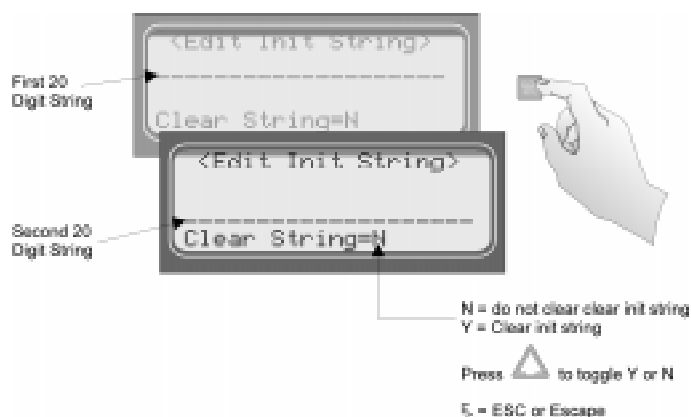 <Edit Init String>
First 20
Digit String
Clear String=N
<Edit Init String>
Second 20
Digit String
Clear String=N
N = do not clear clear init string
Y = Clear init string
Press to toggle Y or N
= ESC or Escape